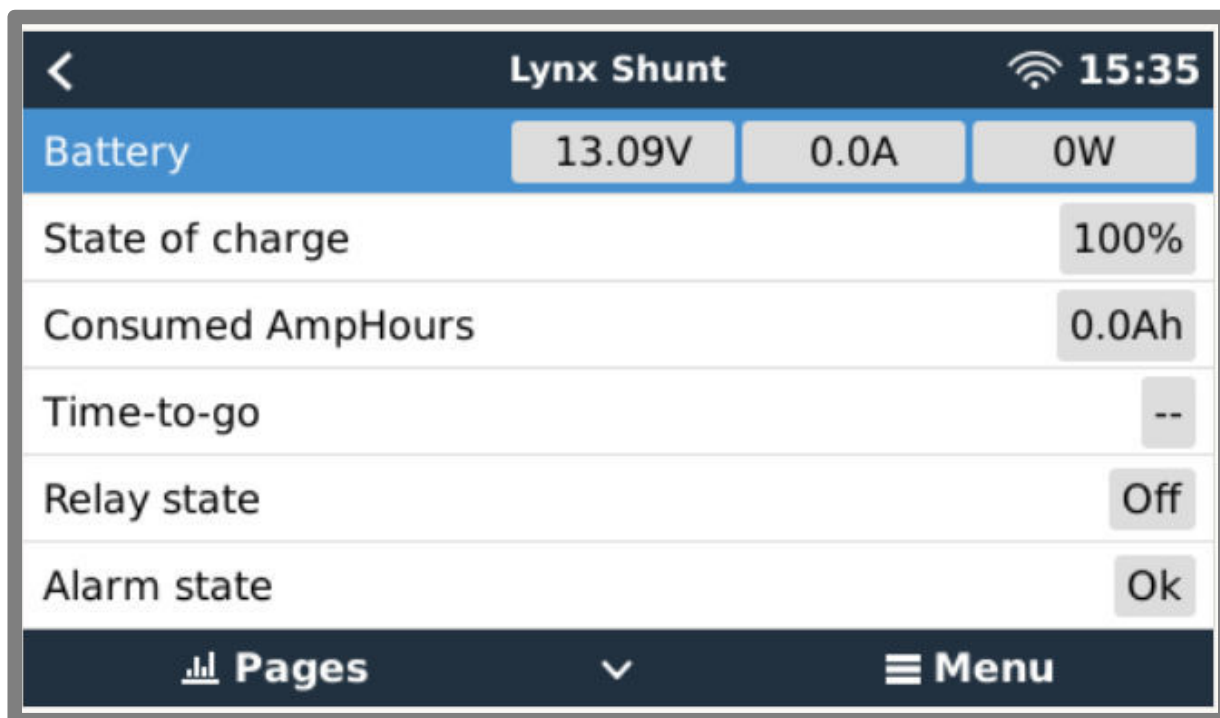 Lynx Shunt 15:35
Battery 13.09V 0.0A 0W
State of charge 100%
Consumed AmpHours 0.0Ah
Time-to-go --
Relay state Off
Alarm state Ok
Pages Menu